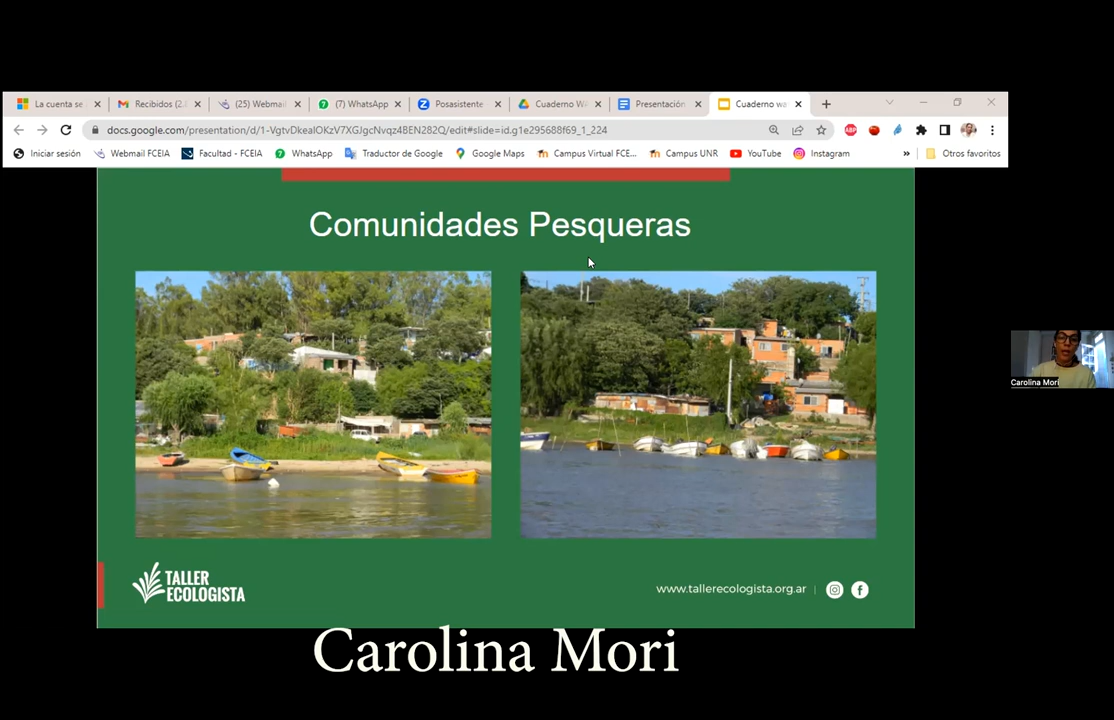 La cuenta se
Recibidos (2.
(25) Webmail
(7) WhatsApp
Posasistente
Cuaderno W
Presentación
Cuaderno wa
docs.google.com/presentation/d/1-VgtvDkeaIOKzV7XGJgcNvqz48EN282Q/edit#slide=id.g1e295688f69_1_224
Iniciar sesión
Webmail FCEIA
Facultad - FCEIA
WhatsApp
Traductor de Google
Google Maps
Campus Virtual FCE...
Campus UNR
YouTube
Instagram
»
Otros favoritos
Comunidades Pesqueras
Carolina Mori
TALLER
ECOLOGISTA
www.tallerecologista.org.ar
Carolina Mori